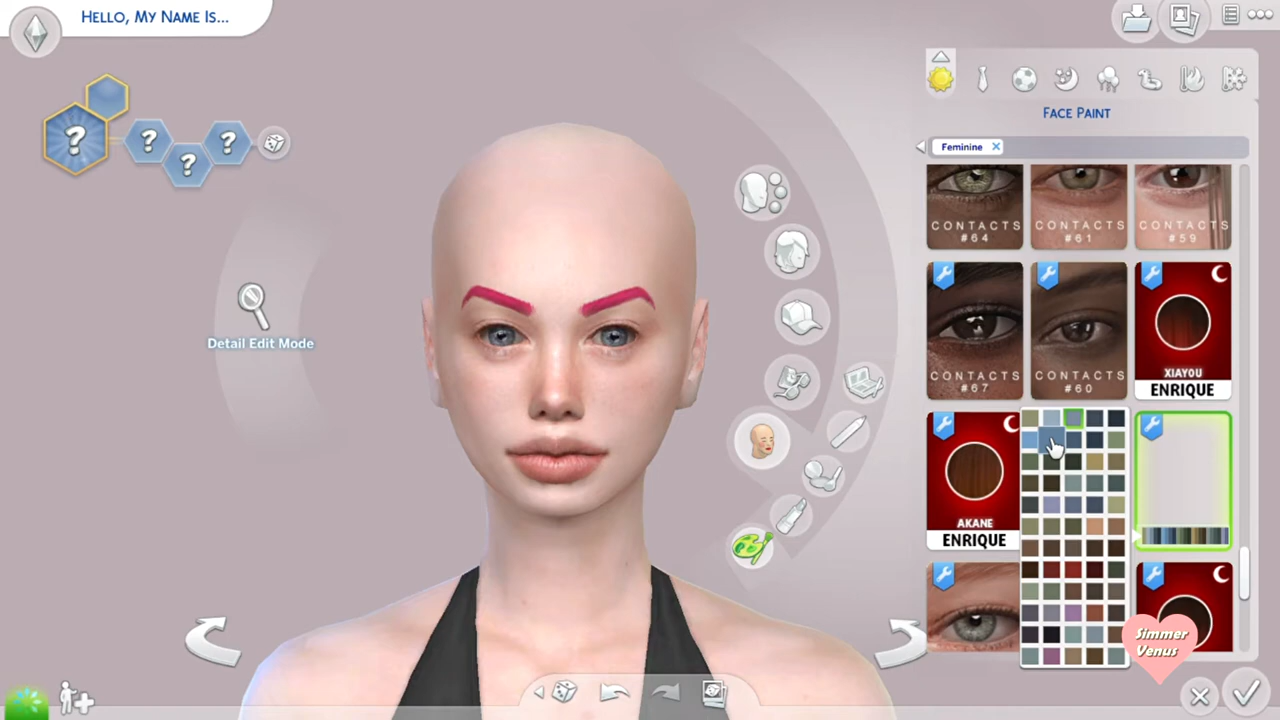 HELLO, MY NAME IS...
FACE PAINT
Feminine
CONTACTS
#64
CONTACTS
#61
CONTACTS
#59
Detail Edit Mode
CONTACTS
#67
CONTACTS
#60
XIAYOU
ENRIQUE
AKANE
ENRIQUE
Simmer
Venus